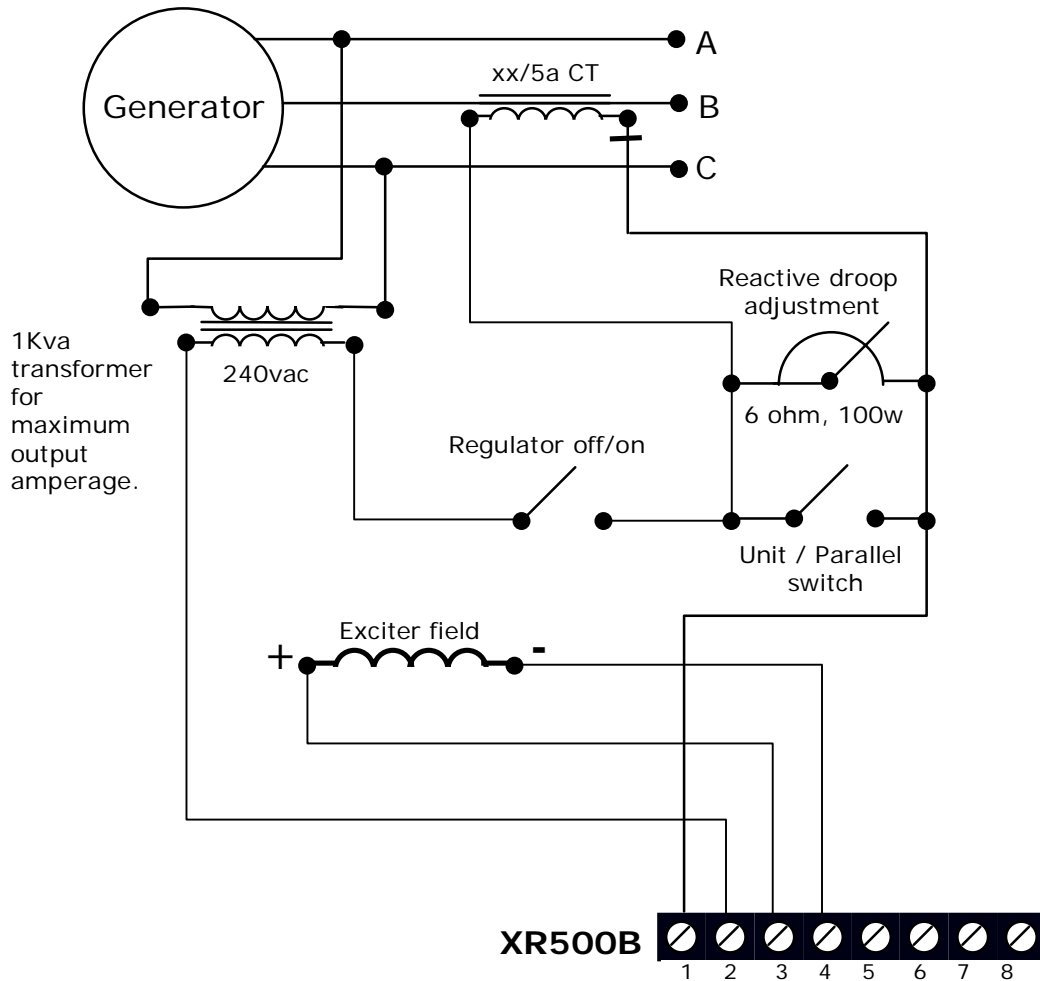 A
xx/5a CT
Generator
B
C
Reactive droop
adjustment
1Kva
transformer
for
maximum
output
amperage.
240vac
6 ohm, 100w
Regulator off/on
Unit / Parallel
switch
Exciter field
+
-
XR500B
1 2 3 4 5 6 7 8